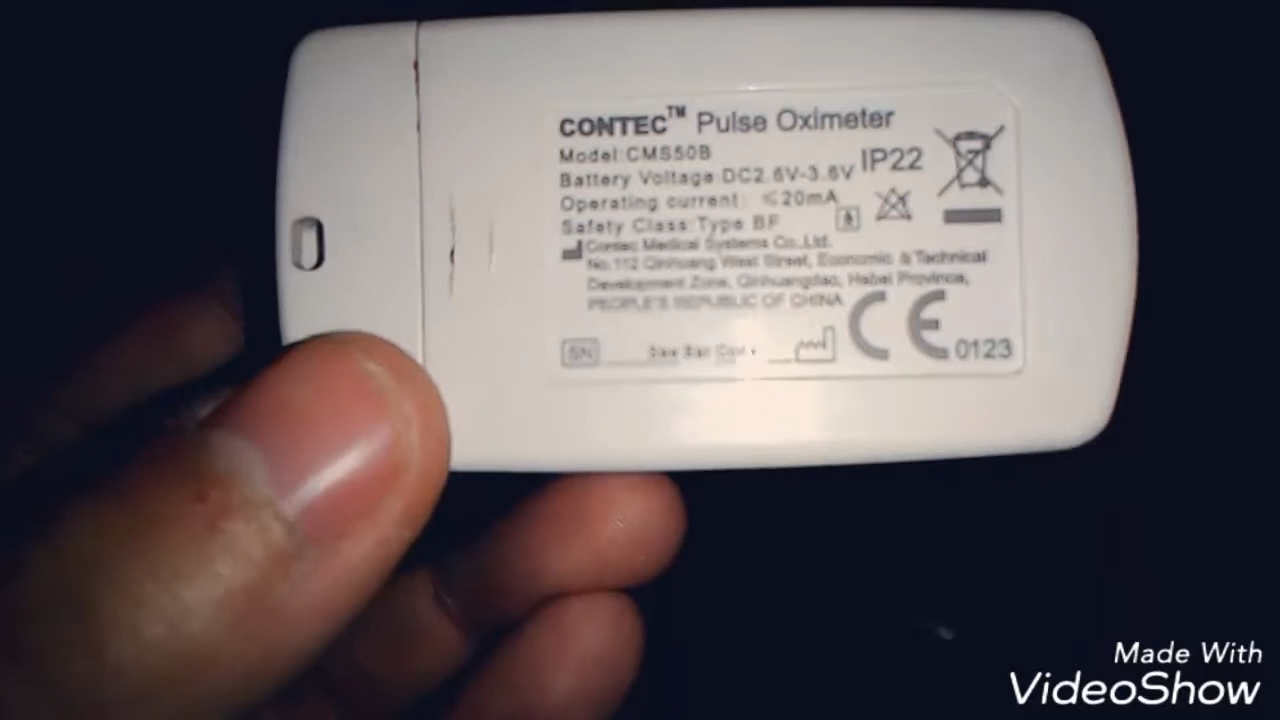 CONTEC™ Pulse Oximeter
Model:CMS50B
Battery Voltage:DC2.6V-3.6V
IP22
Operating current: ≤20mA
Safety Class:Type BF
Contec Medical Systems Co.,Ltd.
No.112 Qinhuang West Street, Economic & Technical
Development Zone, Qinhuangdao, Hebei Province,
PEOPLE'S REPUBLIC OF CHINA
CE 0123
SN
Made With
VideoShow